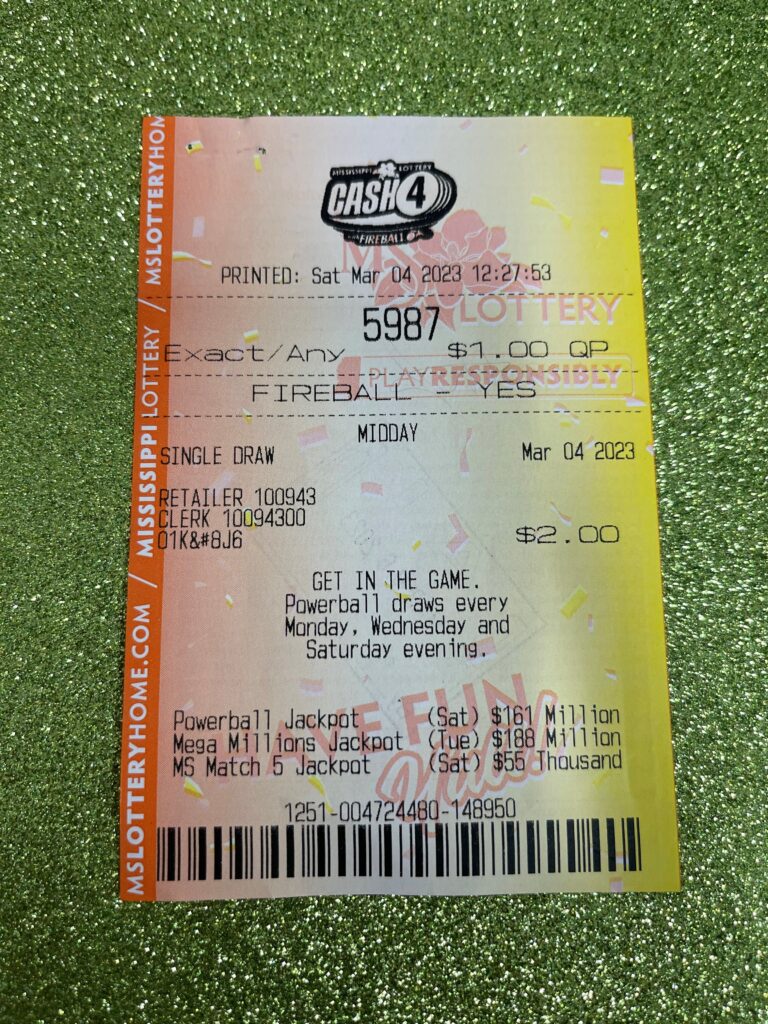 MISSISSIPPI LOTTERY
CASH 4
FIREBALL
PRINTED: Sat Mar 04 2023 12:27:53
MS LOTTERY
5987
Exact/Any $1.00 QP
PLAY RESPONSIBLY
FIREBALL - YES
MIDDAY
SINGLE DRAW Mar 04 2023
RETAILER 100943
CLERK 10094300
01K&#8J6 $2.00
GET IN THE GAME.
Powerball draws every
Monday, Wednesday and
Saturday evening.
HAVE FUN
Powerball Jackpot (Sat) $161 Million
Mega Millions Jackpot (Tue) $188 Million
MS Match 5 Jackpot (Sat) $55 Thousand
1251-004724480-148950
MSLOTTERYHOME.COM / MISSISSIPPI LOTTERY / MSLOTTERYHOM